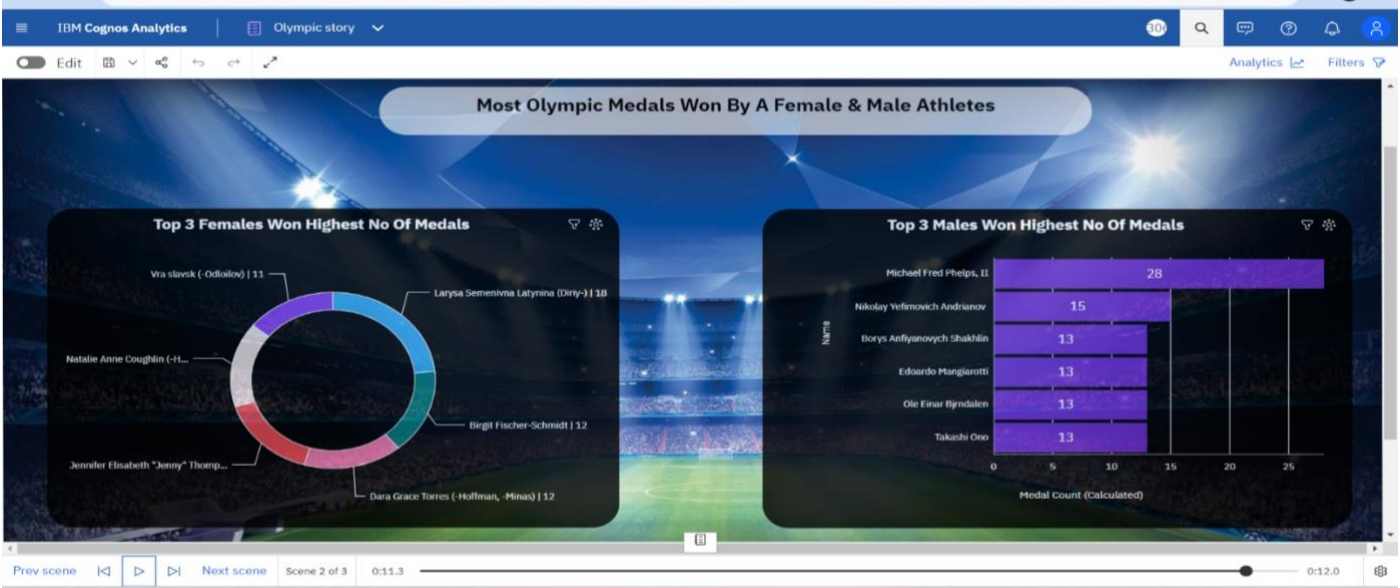 IBM Cognos Analytics
Olympic story
Edit
Analytics
Filters
Most Olympic Medals Won By A Female & Male Athletes
Top 3 Females Won Highest No Of Medals
Vra slavsk (-Odloilov) | 11
Larysa Semenivna Latynina (Diriy-) | 18
Natalie Anne Coughlin (-H...
Birgit Fischer-Schmidt | 12
Jennifer Elisabeth "Jenny" Thomp...
Dara Grace Torres (-Hoffman, -Minas) | 12
Top 3 Males Won Highest No Of Medals
Name
Michael Fred Phelps, II
28
Nikolay Yefimovich Andrianov
15
Borys Anfiyanovych Shakhlin
13
Edoardo Mangiarotti
13
Ole Einar Bjrndalen
13
Takashi Ono
13
0 5 10 15 20 25
Medal Count (Calculated)
Prev scene
Next scene
Scene 2 of 3
0:11.3
0:12.0